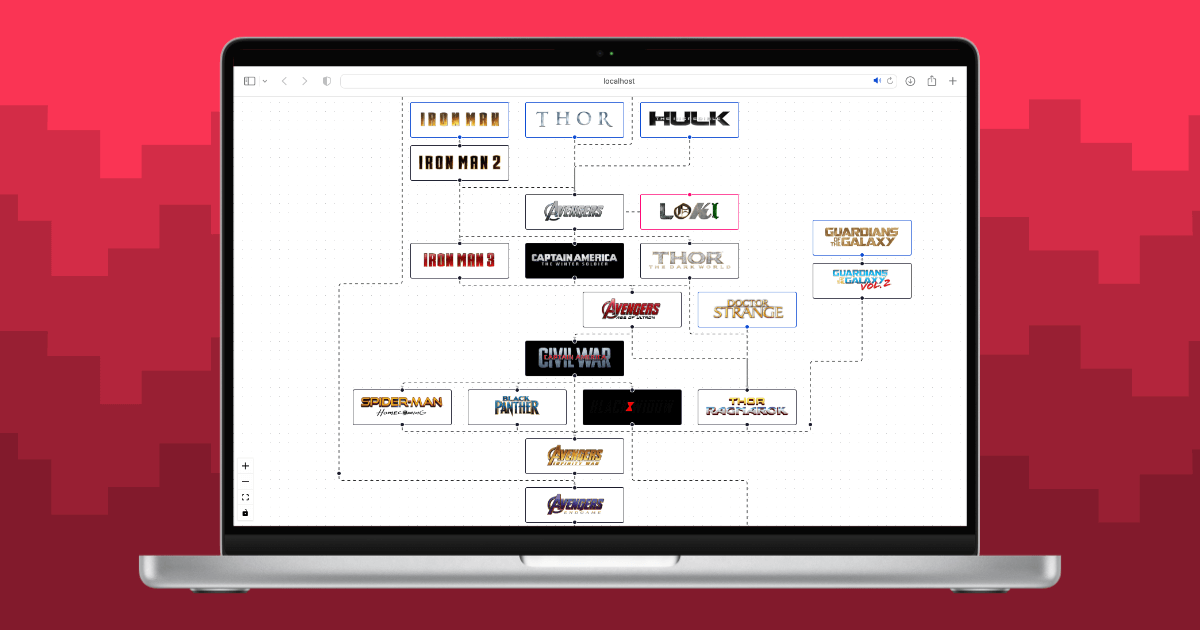 localhost
IRON MAN
THOR
HULK
IRON MAN 2
AVENGERS
LOKI
GUARDIANS
OF THE GALAXY
IRON MAN 3
CAPTAIN AMERICA
THE WINTER SOLDIER
THOR
THE DARK WORLD
GUARDIANS
OF THE GALAXY
VOL. 2
AVENGERS
AGE OF ULTRON
DOCTOR
STRANGE
CIVIL WAR
SPIDER-MAN
HOMECOMING
BLACK
PANTHER
THOR
RAGNAROK
AVENGERS
INFINITY WAR
AVENGERS
ENDGAME